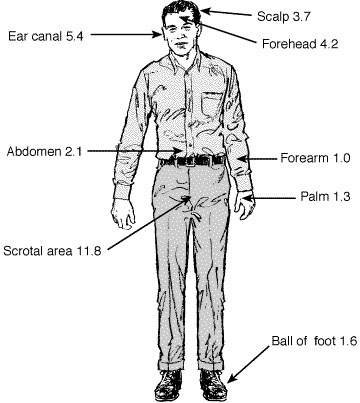 Scalp 3.7
Ear canal 5.4
Forehead 4.2
Abdomen 2.1
Forearm 1.0
Palm 1.3
Scrotal area 11.8
Ball of foot 1.6